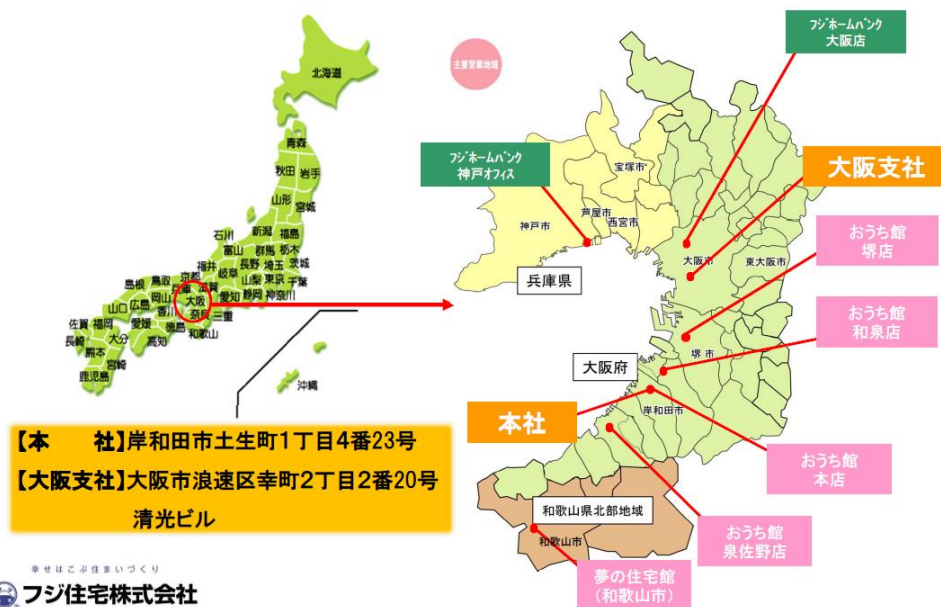 北海道
青森
秋田
岩手
山形
宮城
石川
新潟
福島
富山
群馬
栃木
福井
岐阜
長野
埼玉
茨城
島根
鳥取
京都
兵庫
滋賀
山梨
東京
千葉
山口
広島
岡山
大阪
愛知
静岡
神奈川
香川
奈良
三重
佐賀
福岡
愛媛
徳島
和歌山
長崎
大分
高知
熊本
宮崎
鹿児島
沖縄
主要営業地域
フジホームバンク
大阪店
フジホームバンク
神戸オフィス
宝塚市
大阪支社
芦屋市
神戸市
西宮市
おうち館
堺店
大阪市
東大阪市
兵庫県
おうち館
和泉店
堺市
大阪府
本社
岸和田市
おうち館
本店
和歌山県北部地域
おうち館
泉佐野店
和歌山市
夢の住宅館
(和歌山市)
【本　社】岸和田市土生町1丁目4番23号
【大阪支社】大阪市浪速区幸町2丁目2番20号
清光ビル
幸せはこぶ住まいづくり
フジ住宅株式会社